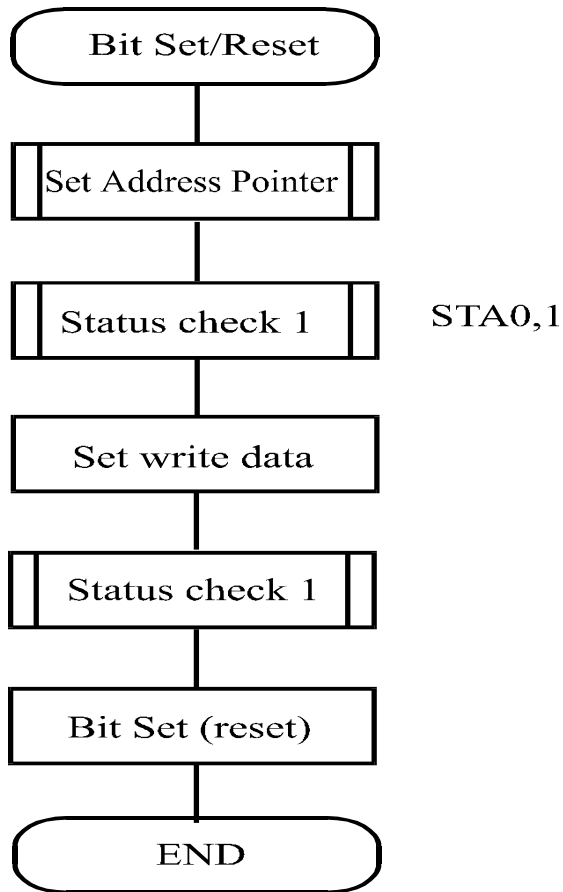 Bit Set/Reset
Set Address Pointer
Status check 1
STA0,1
Set write data
Status check 1
Bit Set (reset)
END